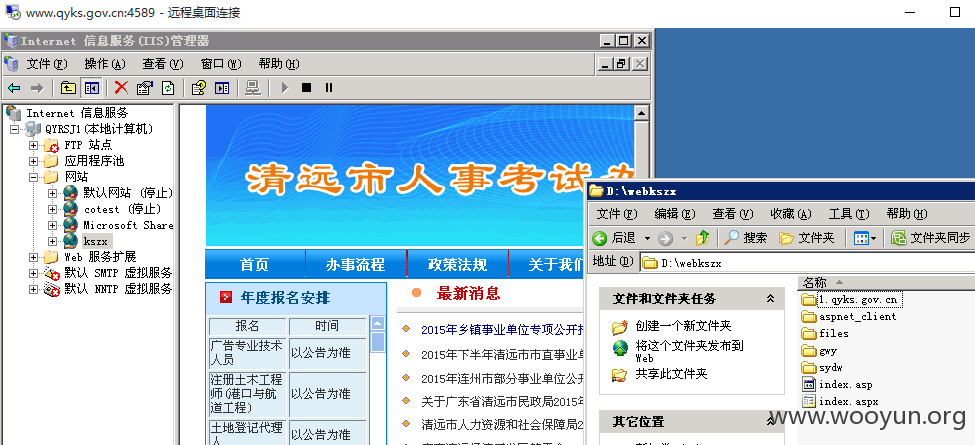 www.qyks.gov.cn:4589 - 远程桌面连接
Internet 信息服务(IIS)管理器
文件(F) 操作(A) 查看(V) 窗口(W) 帮助(H)
Internet 信息服务
QYRSJ1(本地计算机)
FTP 站点
应用程序池
网站
默认网站 (停止)
cotest (停止)
Microsoft Share
kszx
Web 服务扩展
默认 SMTP 虚拟服务
默认 NNTP 虚拟服务
清远市人事考试办
首页 办事流程 政策法规 关于我们
年度报名安排
报名 时间
广告专业技术人员 以公告为准
注册土木工程师(港口与航道工程) 以公告为准
土地登记代理人 以公告为准
最新消息
2015年乡镇事业单位专项公开招
2015年下半年清远市市直事业单
2015年连州市部分事业单位公开
关于广东省清远市民政局2015年
清远市人力资源和社会保障局2015
D:\webkszx
文件(F) 编辑(E) 查看(V) 收藏(A) 工具(T) 帮助(H)
后退 搜索 文件夹 文件夹同步
地址(D) D:\webkszx
文件和文件夹任务
创建一个新文件夹
将这个文件夹发布到
Web
共享此文件夹
其它位置
名称
1.qyks.gov.cn
aspnet_client
files
gwy
sydw
index.asp
index.aspx
www.wooyun.org